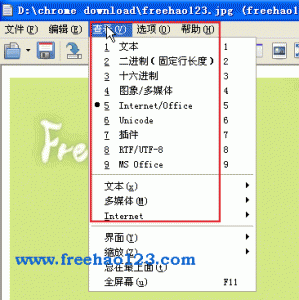 D:\chrome download\freehao123.jpg (freehao1
文件(F) 编辑(E) 查看(V) 选项(O) 帮助(H)
1 文本 1
2 二进制(固定行长度) 2
3 十六进制 3
4 图象/多媒体 4
5 Internet/Office 5
6 Unicode 6
7 插件 7
8 RTF/UTF-8 8
9 MS Office 9
文本(x)
多媒体(M)
Internet
界面(T)
缩放(Z)
总在最上面(t)
全屏幕(u) F11
Free
www.freehao123.com